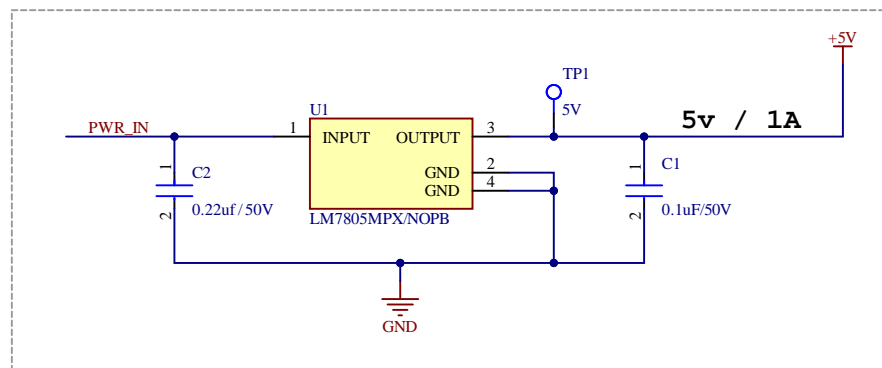 +5V
TP1
5V
5v / 1A
U1
PWR_IN
1
INPUT
OUTPUT
3
GND
2
GND
4
LM7805MPX/NOPB
1
C2
2
0.22uf/50V
1
C1
2
0.1uF/50V
GND